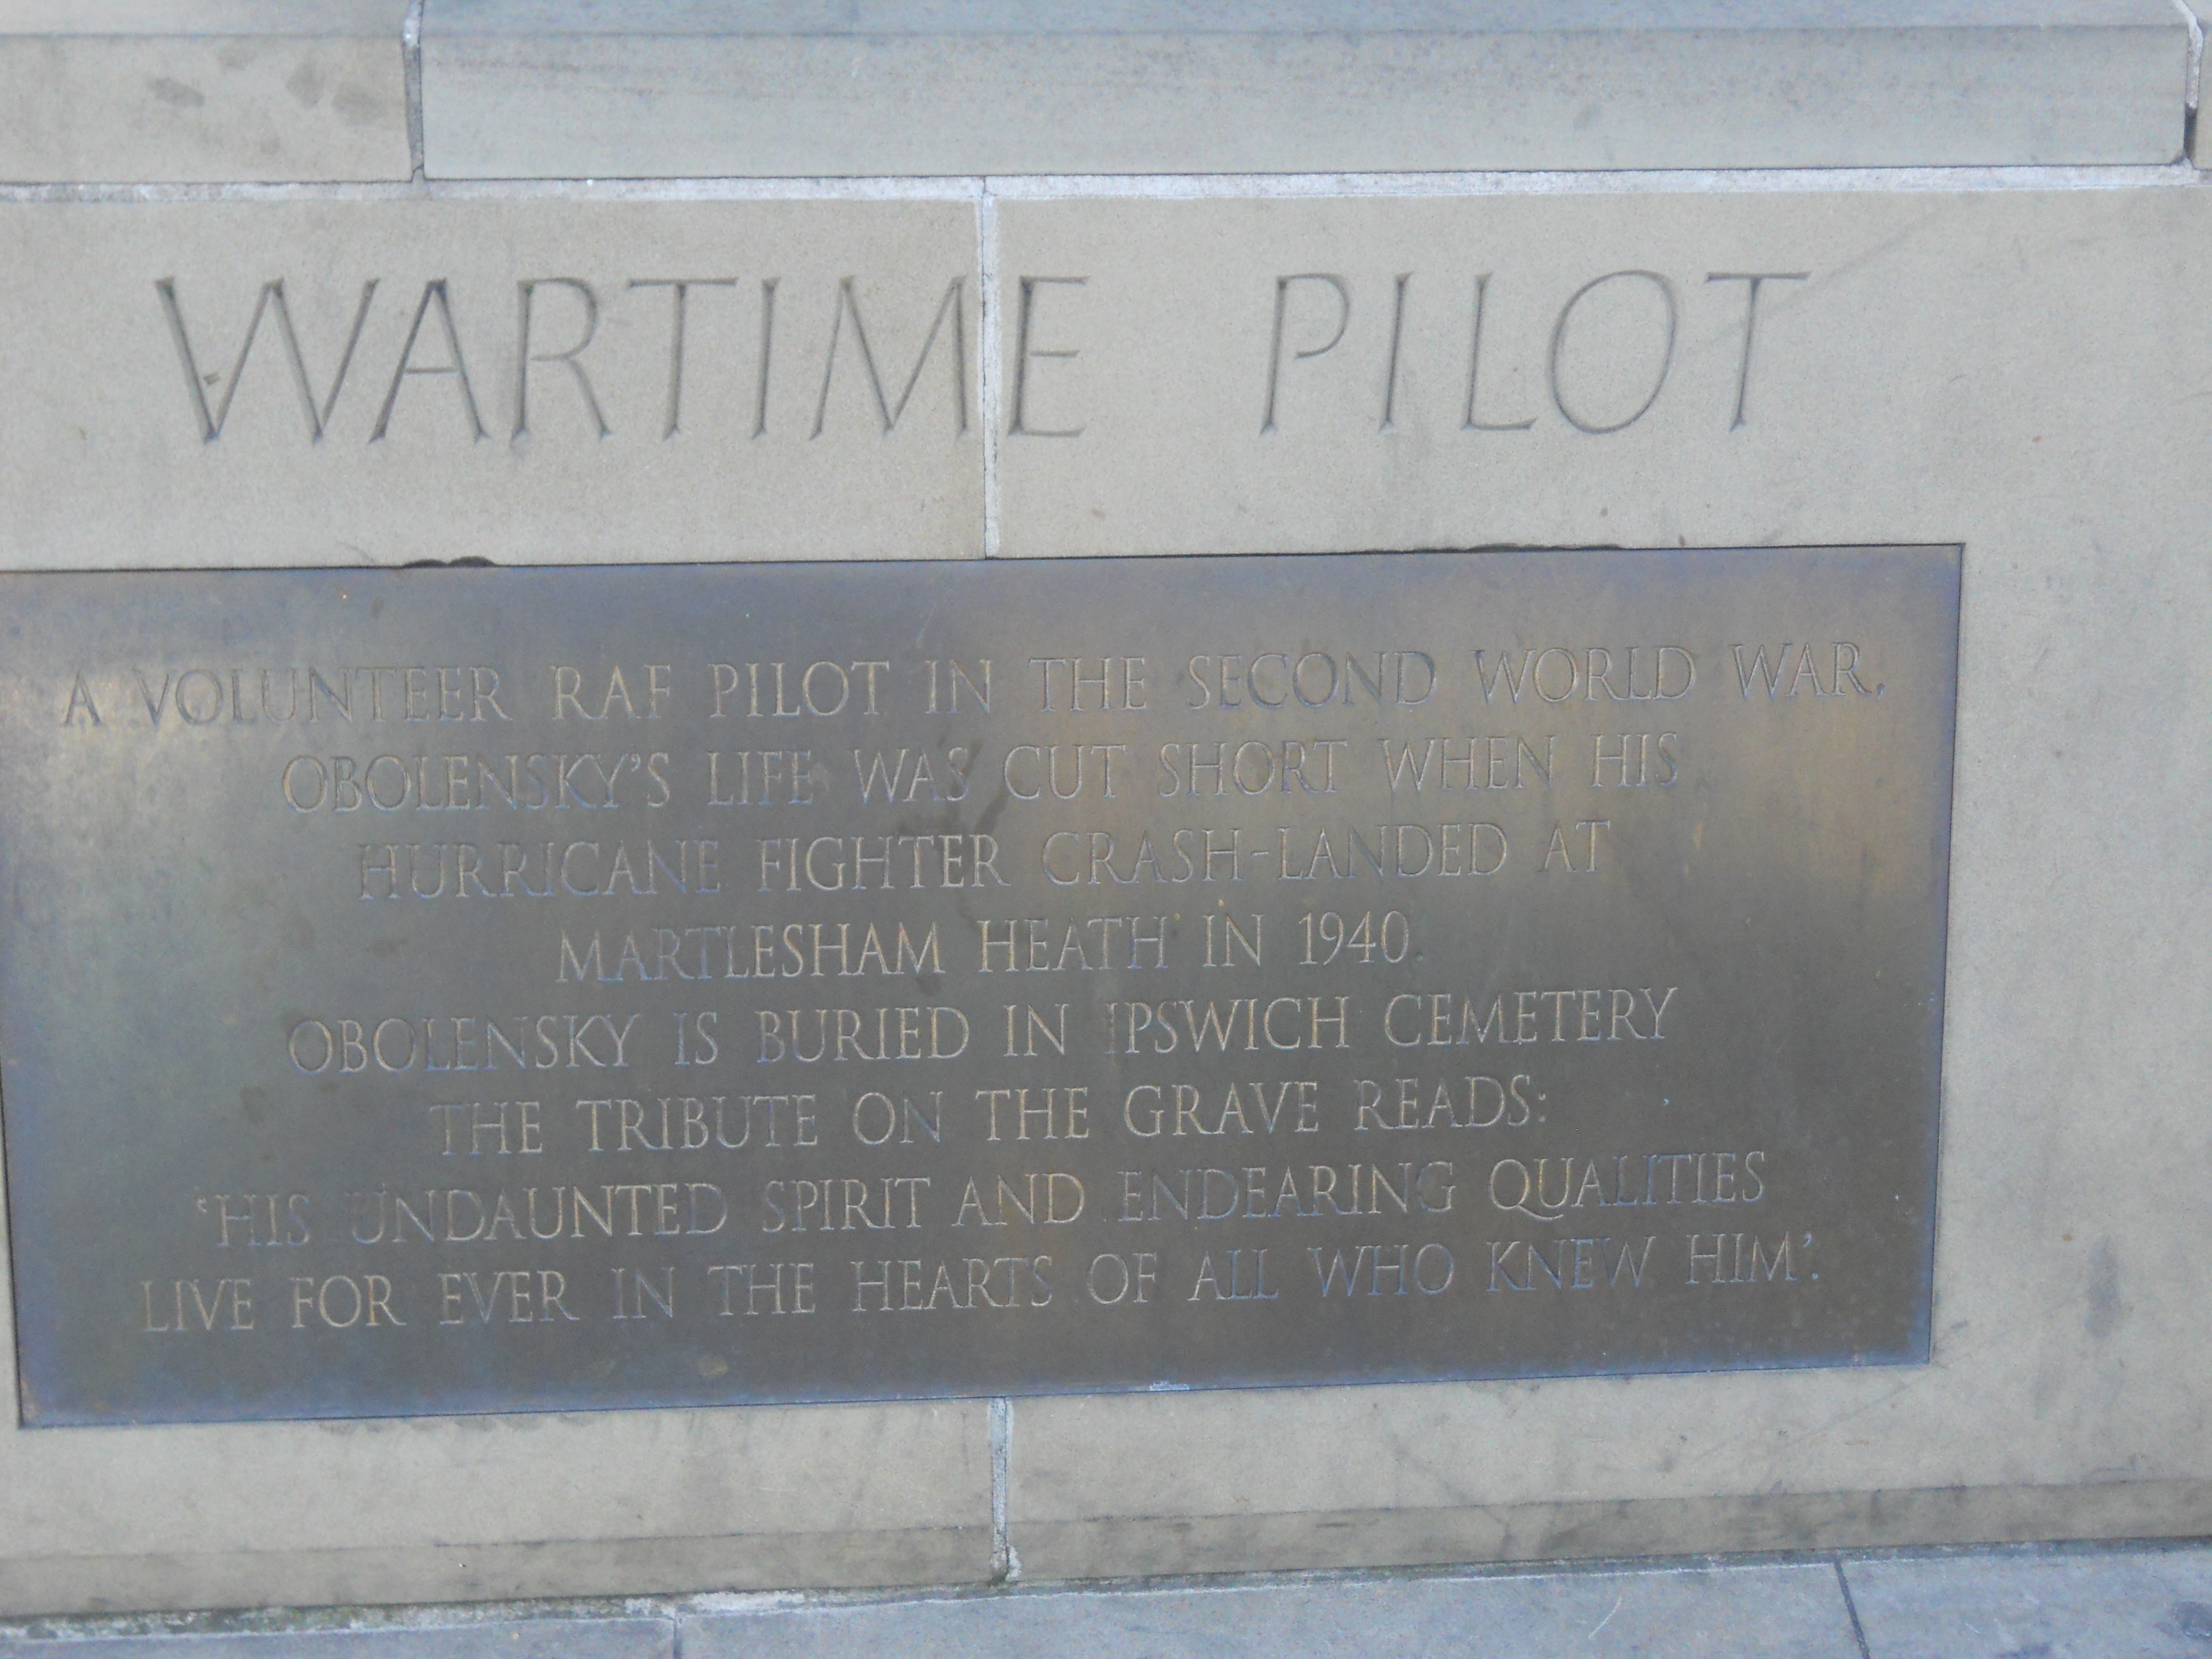 WARTIME PILOT
A VOLUNTEER RAF PILOT IN THE SECOND WORLD WAR,
OBOLENSKY'S LIFE WAS CUT SHORT WHEN HIS
HURRICANE FIGHTER CRASH-LANDED AT
MARTLESHAM HEATH IN 1940.
OBOLENSKY IS BURIED IN IPSWICH CEMETERY
THE TRIBUTE ON THE GRAVE READS:
'HIS UNDAUNTED SPIRIT AND ENDEARING QUALITIES
LIVE FOR EVER IN THE HEARTS OF ALL WHO KNEW HIM'.